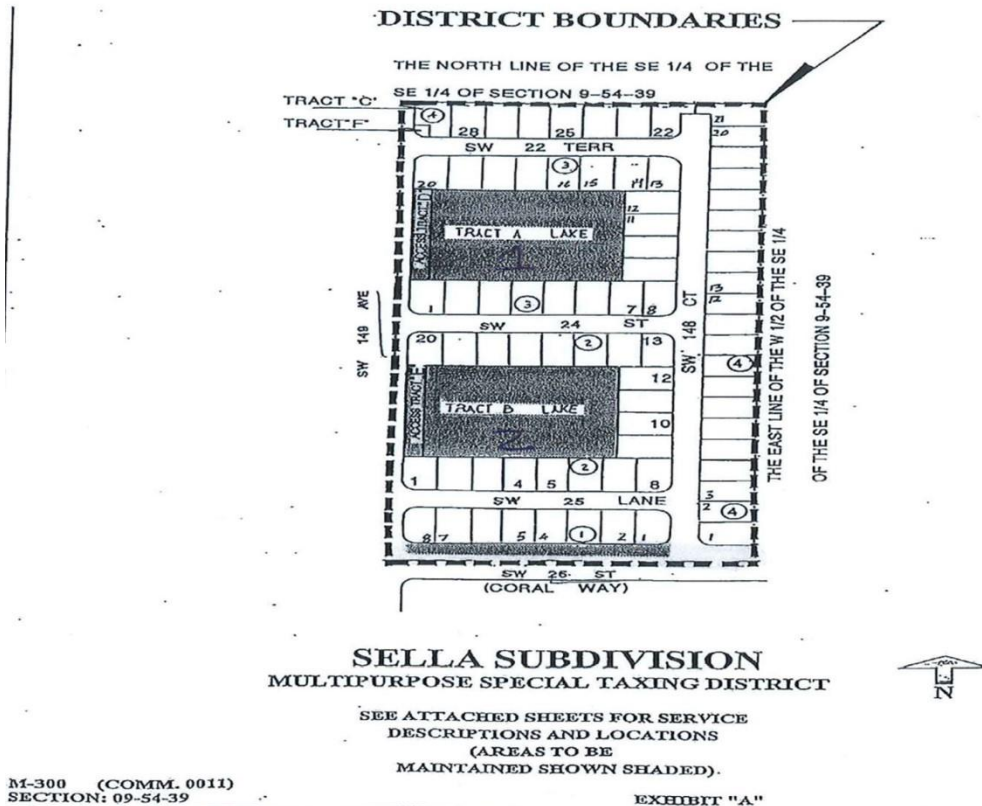 DISTRICT BOUNDARIES
THE NORTH LINE OF THE SE 1/4 OF THE
SE 1/4 OF SECTION 9-54-39
TRACT "C"
TRACT"F"
28 25 22
21
20
SW 22 TERR
3
20 16 15 14 13
12
11
ACCESS TRACT D
TRACT A LAKE
1
1 3 7 8
13
12
SW 149 AVE
SW 24 ST
SW 148 CT
THE EAST LINE OF THE W 1/2 OF THE SE 1/4
OF THE SE 1/4 OF SECTION 9-54-39
20 2 13
4
12
ACCESS TRACT E
TRACT B LAKE
2
10
2
1 4 5 8
SW 25 LANE
3
2 4
8 7 5 4 1 2 1
1
SW 26 ST
(CORAL WAY)
SELLA SUBDIVISION
MULTIPURPOSE SPECIAL TAXING DISTRICT
N
SEE ATTACHED SHEETS FOR SERVICE
DESCRIPTIONS AND LOCATIONS
(AREAS TO BE
MAINTAINED SHOWN SHADED).
M-300 (COMM. 0011)
SECTION: 09-54-39
EXHIBIT "A"